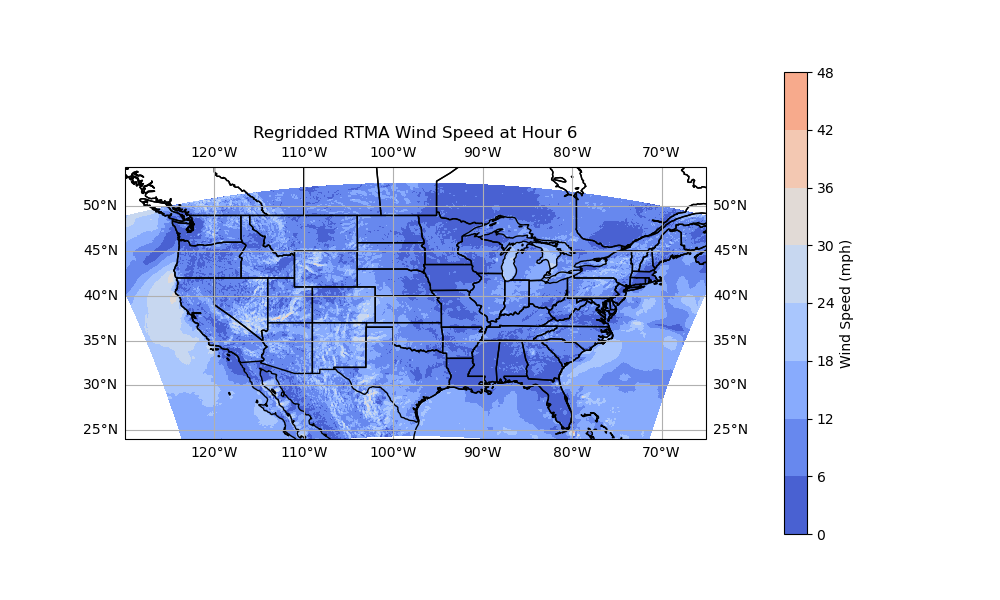 Regridded RTMA Wind Speed at Hour 6
120°W 110°W 100°W 90°W 80°W 70°W
50°N 50°N
45°N 45°N
40°N 40°N
35°N 35°N
30°N 30°N
25°N 25°N
120°W 110°W 100°W 90°W 80°W 70°W
48
42
36
30
24
18
12
6
0
Wind Speed (mph)